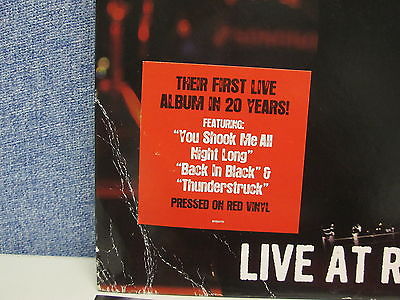 THEIR FIRST LIVE
ALBUM IN 20 YEARS!
FEATURING:
"You Shook Me All
Night Long"
"Back In Black" &
"Thunderstruck"
PRESSED ON RED VINYL
LIVE AT R